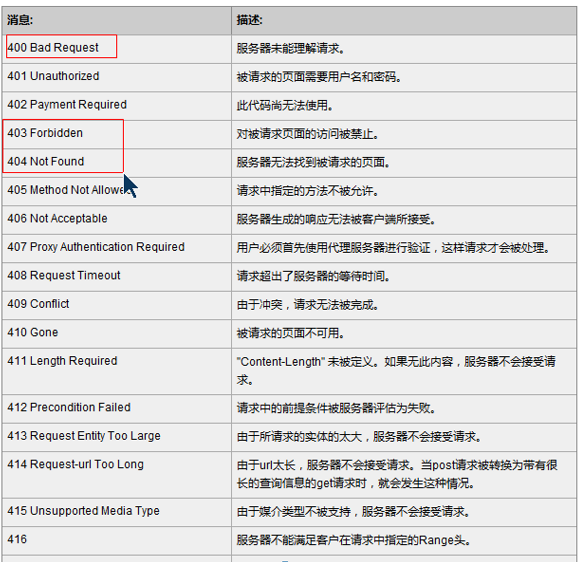 消息: 描述:
400 Bad Request 服务器未能理解请求。
401 Unauthorized 被请求的页面需要用户名和密码。
402 Payment Required 此代码尚无法使用。
403 Forbidden 对被请求页面的访问被禁止。
404 Not Found 服务器无法找到被请求的页面。
405 Method Not Allowed 请求中指定的方法不被允许。
406 Not Acceptable 服务器生成的响应无法被客户端所接受。
407 Proxy Authentication Required 用户必须首先使用代理服务器进行验证，这样请求才会被处理。
408 Request Timeout 请求超出了服务器的等待时间。
409 Conflict 由于冲突，请求无法被完成。
410 Gone 被请求的页面不可用。
411 Length Required "Content-Length" 未被定义。如果无此内容，服务器不会接受请
求。
412 Precondition Failed 请求中的前提条件被服务器评估为失败。
413 Request Entity Too Large 由于所请求的实体的太大，服务器不会接受请求。
414 Request-url Too Long 由于url太长，服务器不会接受请求。当post请求被转换为带有很
长的查询信息的get请求时，就会发生这种情况。
415 Unsupported Media Type 由于媒介类型不被支持，服务器不会接受请求。
416 服务器不能满足客户在请求中指定的Range头。